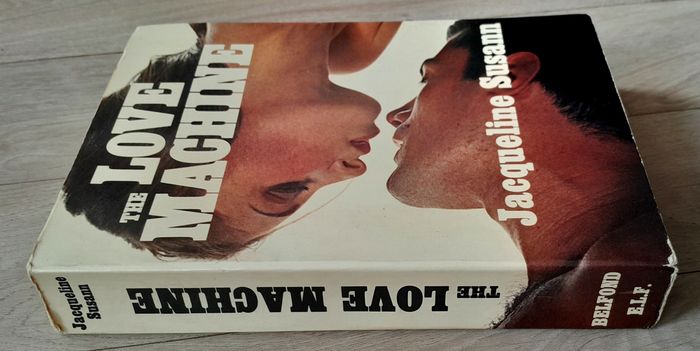 THE LOVE
MACHINE
Jacqueline Susann
Jacqueline
Susann
THE LOVE MACHINE
BELFOND
E.L.F.